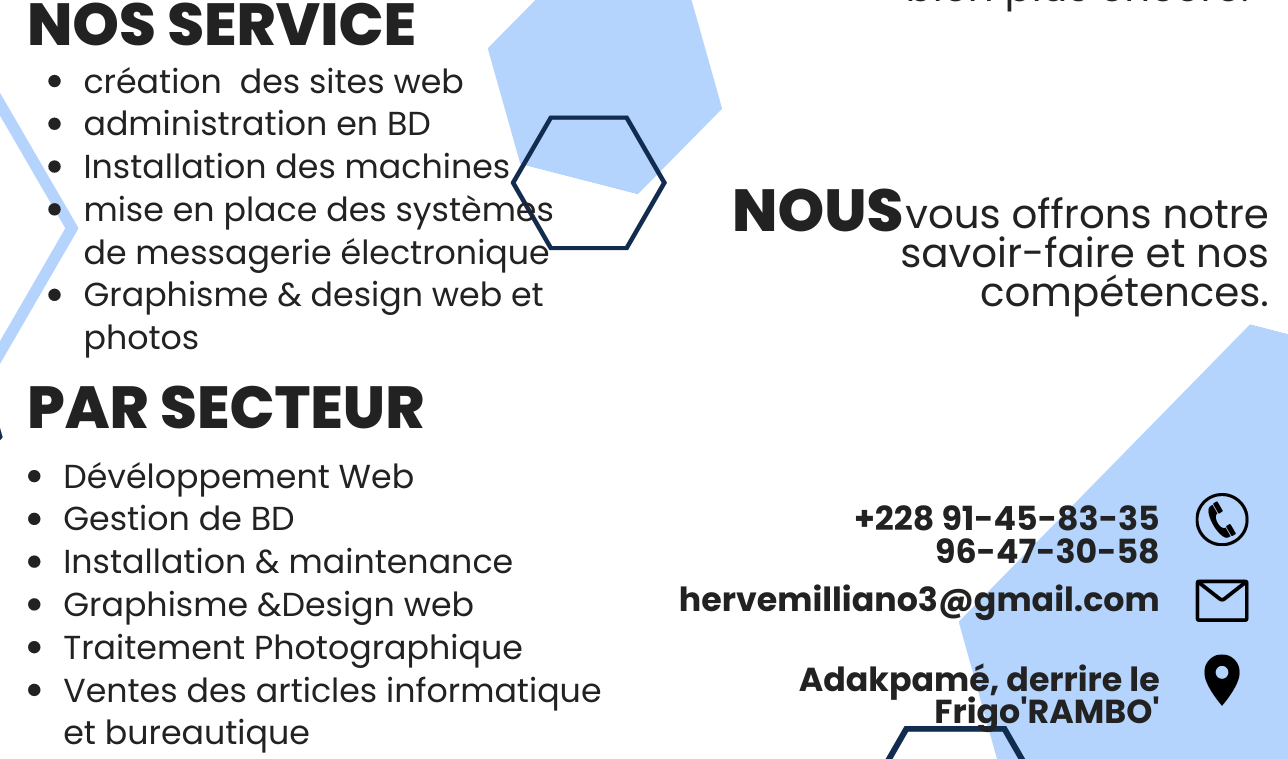 NOS SERVICE
• création  des sites web
• administration en BD
• Installation des machines
• mise en place des systèmes
de messagerie électronique
• Graphisme & design web et
photos
PAR SECTEUR
• Dévéloppement Web
• Gestion de BD
• Installation & maintenance
• Graphisme &Design web
• Traitement Photographique
• Ventes des articles informatique
et bureautique
bien plus encore!
NOUS vous offrons notre
savoir-faire et nos
compétences.
+228 91-45-83-35
96-47-30-58
hervemilliano3@gmail.com
Adakpamé, derrire le
Frigo'RAMBO'